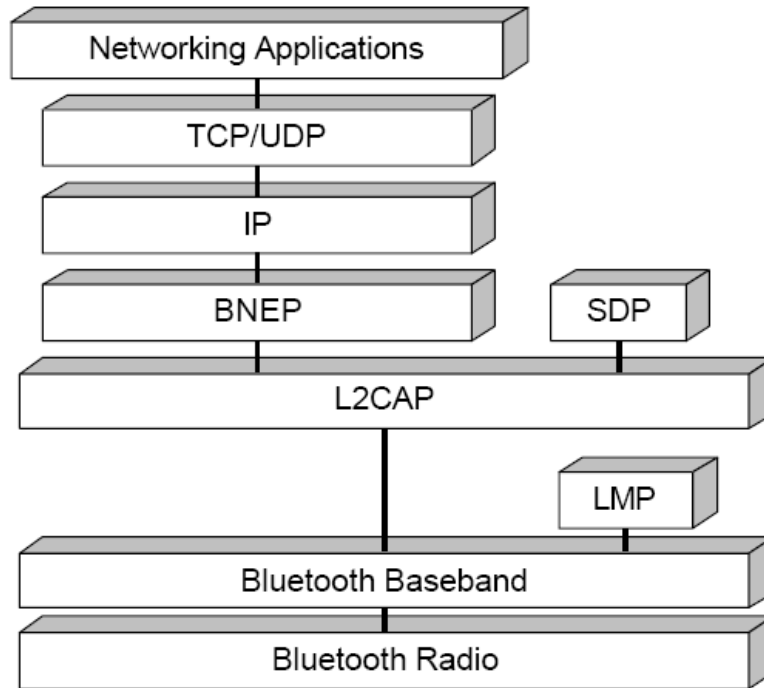 Networking Applications
TCP/UDP
IP
BNEP
SDP
L2CAP
LMP
Bluetooth Baseband
Bluetooth Radio